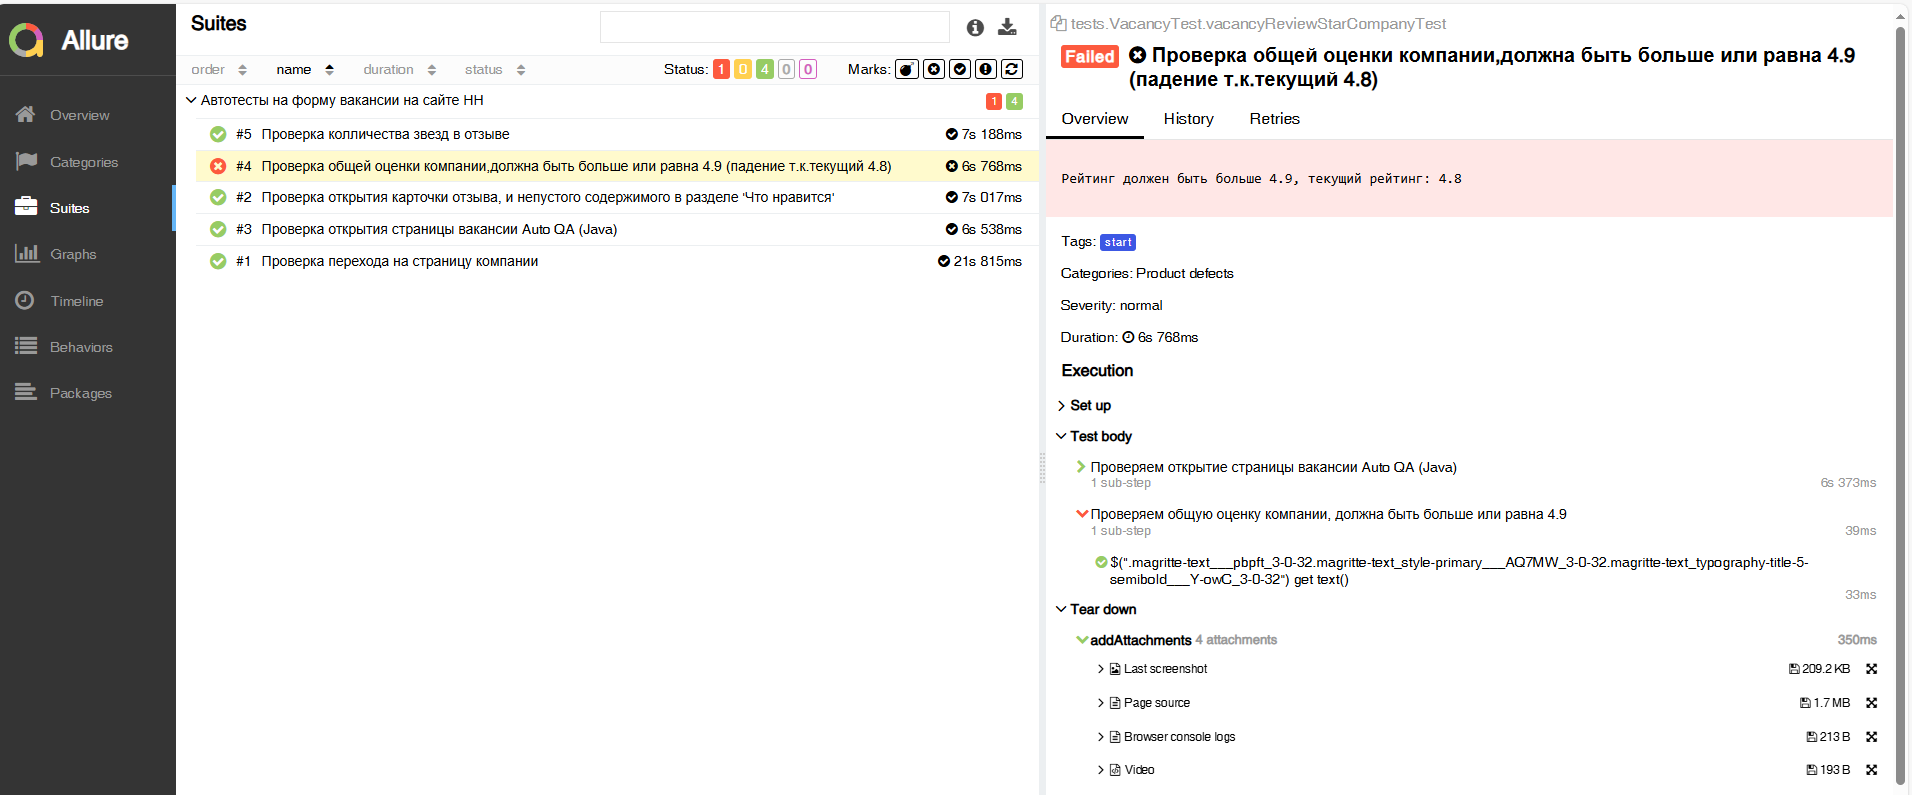 Allure
Overview
Categories
Suites
Graphs
Timeline
Behaviors
Packages
Suites
order name duration status Status: 1 0 4 0 0 Marks:
Автотесты на форму вакансии на сайте HH 1 4
#5 Проверка колличества звезд в отзыве 7s 188ms
#4 Проверка общей оценки компании,должна быть больше или равна 4.9 (падение т.к.текущий 4.8) 6s 768ms
#2 Проверка открытия карточки отзыва, и непустого содержимого в разделе 'Что нравится' 7s 017ms
#3 Проверка открытия страницы вакансии Auto QA (Java) 6s 538ms
#1 Проверка перехода на страницу компании 21s 815ms
tests.VacancyTest.vacancyReviewStarCompanyTest
Failed Проверка общей оценки компании,должна быть больше или равна 4.9
(падение т.к.текущий 4.8)
Overview History Retries
Рейтинг должен быть больше 4.9, текущий рейтинг: 4.8
Tags: start
Categories: Product defects
Severity: normal
Duration: 6s 768ms
Execution
Set up
Test body
Проверяем открытие страницы вакансии Auto QA (Java)
1 sub-step 6s 373ms
Проверяем общую оценку компании, должна быть больше или равна 4.9
1 sub-step 39ms
$(".magritte-text___pbpft_3-0-32.magritte-text_style-primary___AQ7MW_3-0-32.magritte-text_typography-title-5-
semibold___Y-owC_3-0-32") get text()
33ms
Tear down
addAttachments 4 attachments 350ms
Last screenshot 209.2 KB
Page source 1.7 MB
Browser console logs 213 B
Video 193 B